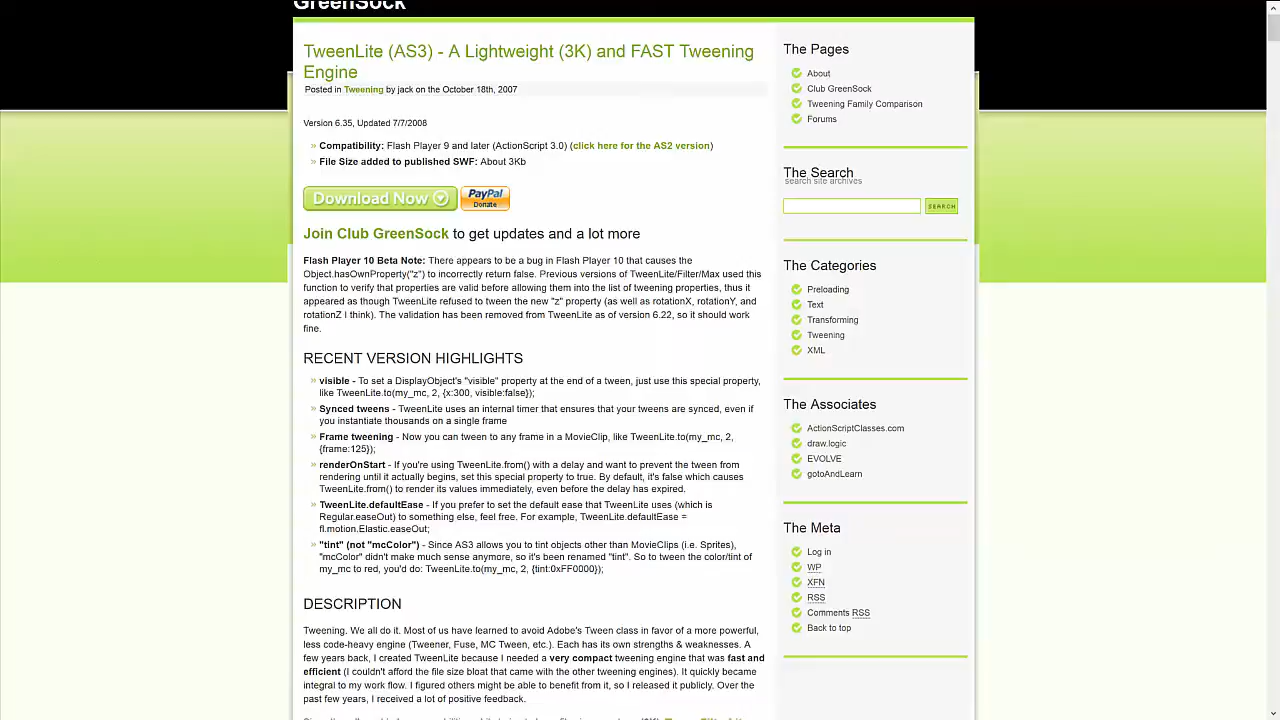 GreenSock
TweenLite (AS3) - A Lightweight (3K) and FAST Tweening
Engine
Posted in Tweening by jack on the October 18th, 2007
Version 6.35, Updated 7/7/2008
» Compatibility: Flash Player 9 and later (ActionScript 3.0) (click here for the AS2 version)
» File Size added to published SWF: About 3Kb
Download Now
PayPal
Donate
Join Club GreenSock to get updates and a lot more
Flash Player 10 Beta Note: There appears to be a bug in Flash Player 10 that causes the
Object.hasOwnProperty("z") to incorrectly return false. Previous versions of TweenLite/Filter/Max used this
function to verify that properties are valid before allowing them into the list of tweening properties, thus it
appeared as though TweenLite refused to tween the new "z" property (as well as rotationX, rotationY, and
rotationZ I think). The validation has been removed from TweenLite as of version 6.22, so it should work
fine.
RECENT VERSION HIGHLIGHTS
» visible - To set a DisplayObject's "visible" property at the end of a tween, just use this special property,
like TweenLite.to(my_mc, 2, {x:300, visible:false});
» Synced tweens - TweenLite uses an internal timer that ensures that your tweens are synced, even if
you instantiate thousands on a single frame
» Frame tweening - Now you can tween to any frame in a MovieClip, like TweenLite.to(my_mc, 2,
{frame:125});
» renderOnStart - If you're using TweenLite.from() with a delay and want to prevent the tween from
rendering until it actually begins, set this special property to true. By default, it's false which causes
TweenLite.from() to render its values immediately, even before the delay has expired.
» TweenLite.defaultEase - If you prefer to set the default ease that TweenLite uses (which is
Regular.easeOut) to something else, feel free. For example, TweenLite.defaultEase =
fl.motion.Elastic.easeOut;
» "tint" (not "mcColor") - Since AS3 allows you to tint objects other than MovieClips (i.e. Sprites),
"mcColor" didn't make much sense anymore, so it's been renamed "tint". So to tween the color/tint of
my_mc to red, you'd do: TweenLite.to(my_mc, 2, {tint:0xFF0000});
DESCRIPTION
Tweening. We all do it. Most of us have learned to avoid Adobe's Tween class in favor of a more powerful,
less code-heavy engine (Tweener, Fuse, MC Tween, etc.). Each has its own strengths & weaknesses. A
few years back, I created TweenLite because I needed a very compact tweening engine that was fast and
efficient (I couldn't afford the file size bloat that came with the other tweening engines). It quickly became
integral to my work flow. I figured others might be able to benefit from it, so I released it publicly. Over the
past few years, I received a lot of positive feedback.
The Pages
About
Club GreenSock
Tweening Family Comparison
Forums
The Search
search site archives
SEARCH
The Categories
Preloading
Text
Transforming
Tweening
XML
The Associates
ActionScriptClasses.com
draw.logic
EVOLVE
gotoAndLearn
The Meta
Log in
WP
XFN
RSS
Comments RSS
Back to top